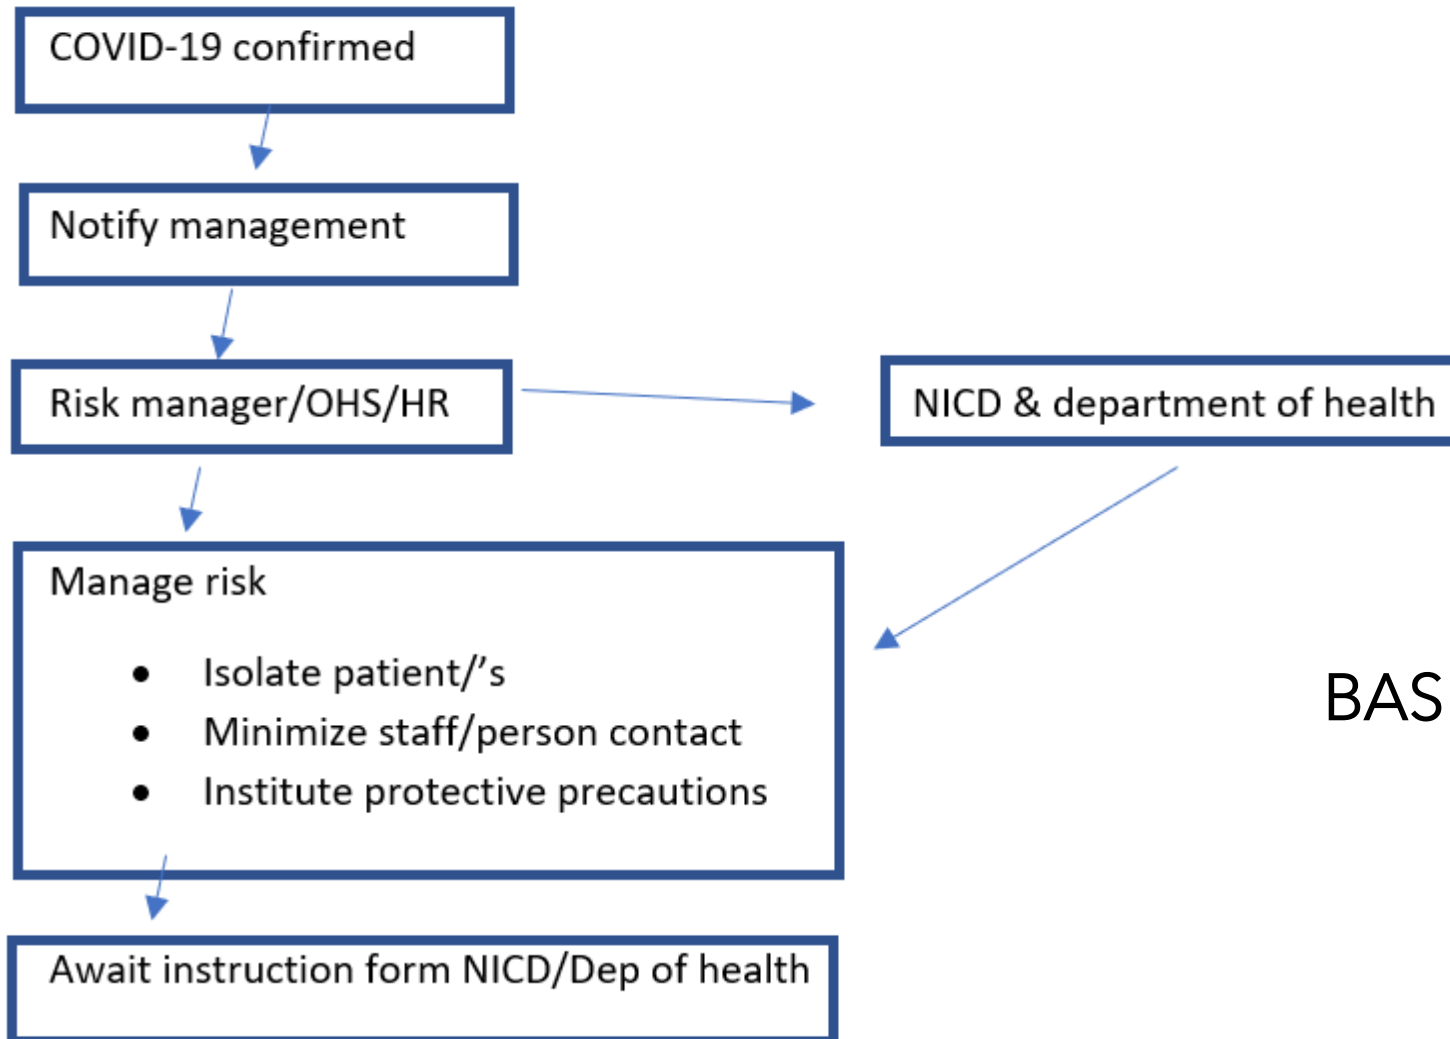 COVID-19 confirmed
Notify management
Risk manager/OHS/HR
NICD & department of health
Manage risk
• Isolate patient/’s
• Minimize staff/person contact
• Institute protective precautions
BAS
Await instruction form NICD/Dep of health